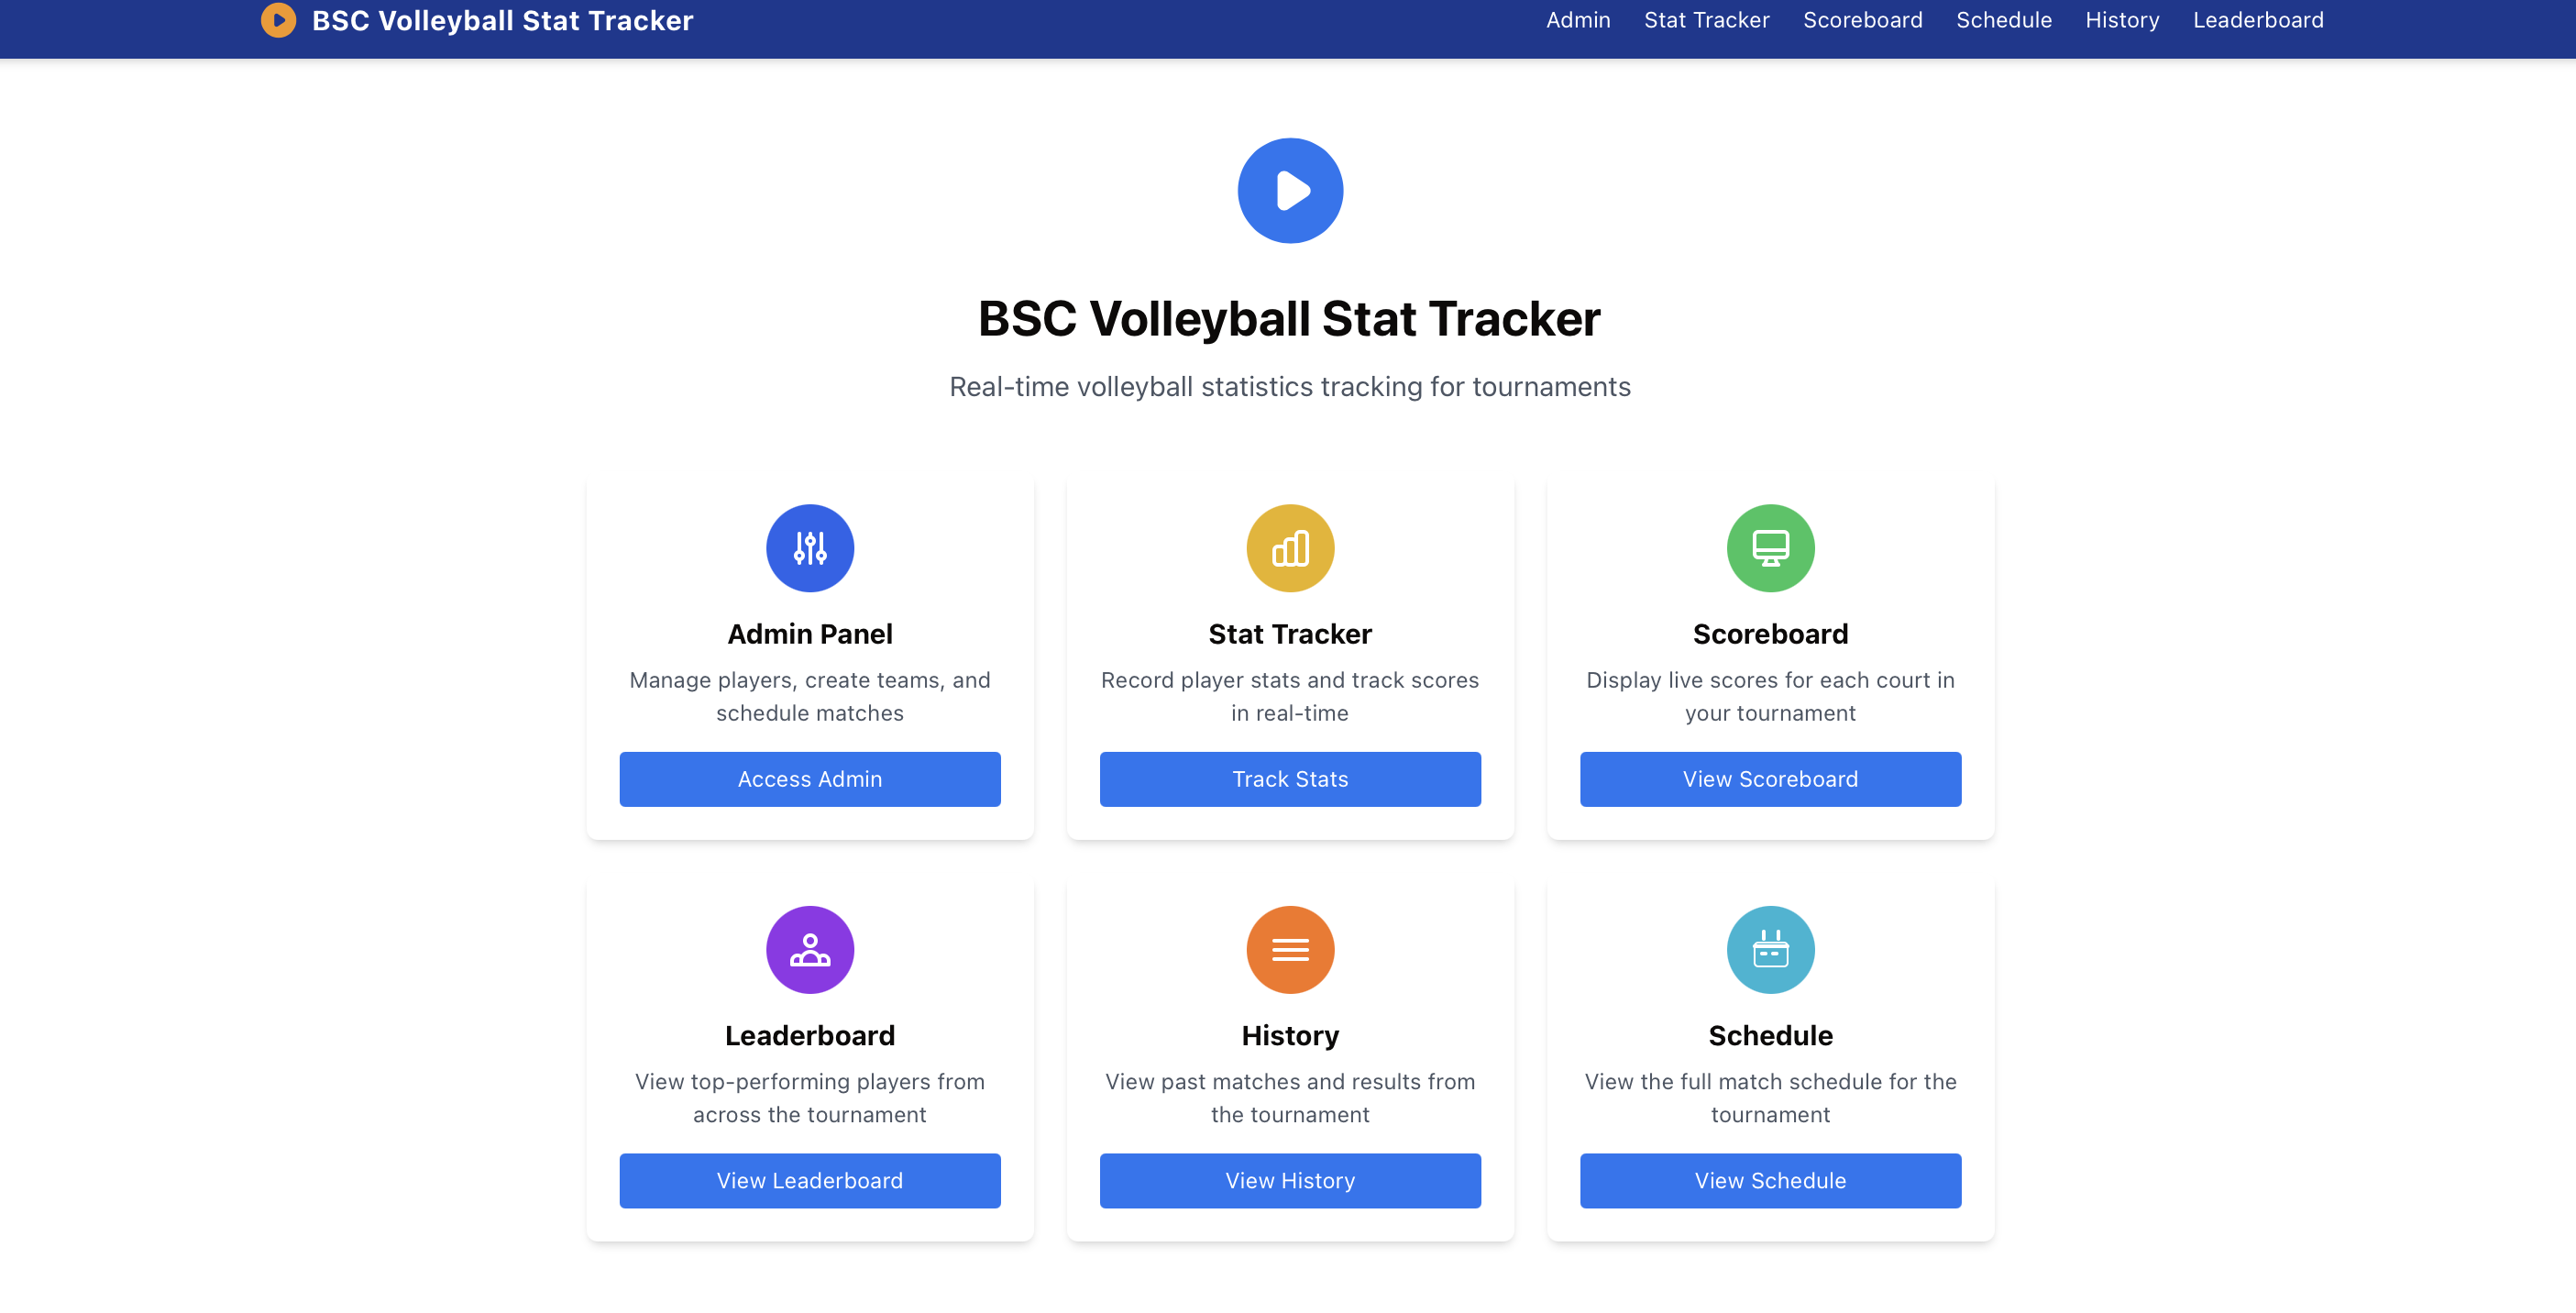 BSC Volleyball Stat Tracker
Admin Stat Tracker Scoreboard Schedule History Leaderboard
BSC Volleyball Stat Tracker
Real-time volleyball statistics tracking for tournaments
Admin Panel
Manage players, create teams, and
schedule matches
Access Admin
Stat Tracker
Record player stats and track scores
in real-time
Track Stats
Scoreboard
Display live scores for each court in
your tournament
View Scoreboard
Leaderboard
View top-performing players from
across the tournament
View Leaderboard
History
View past matches and results from
the tournament
View History
Schedule
View the full match schedule for the
tournament
View Schedule